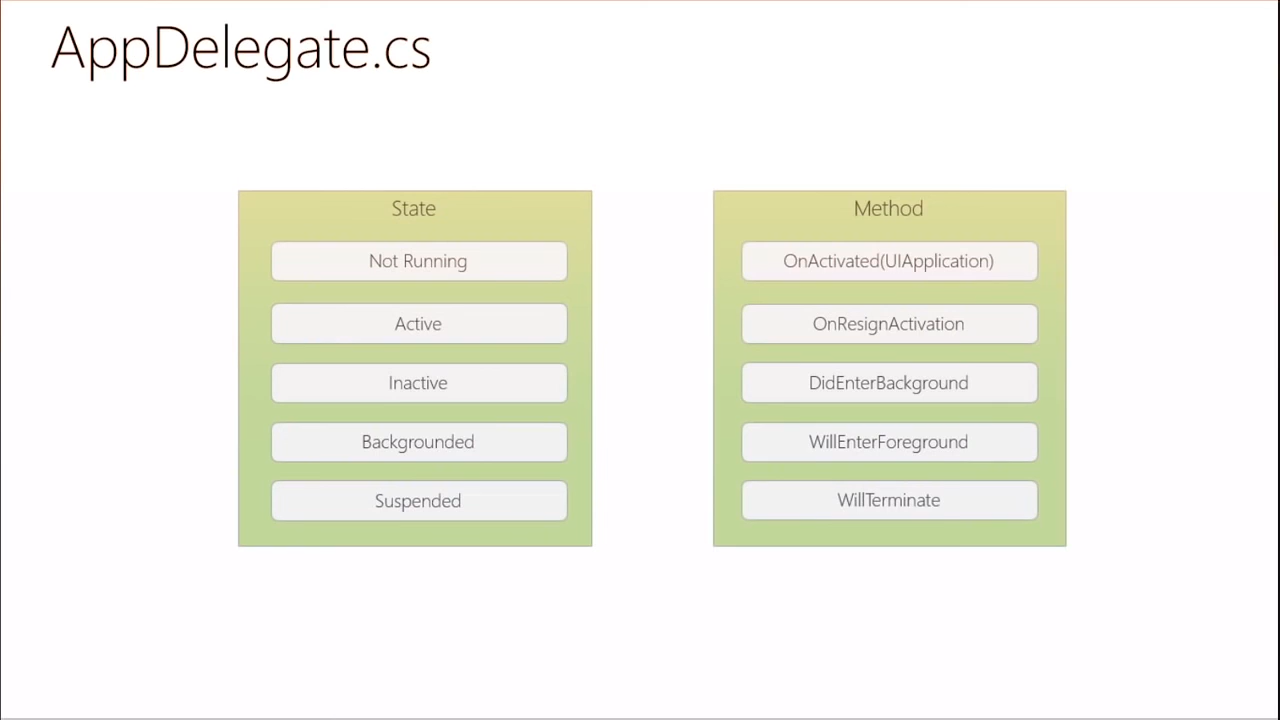 AppDelegate.cs
State
Not Running
Active
Inactive
Backgrounded
Suspended
Method
OnActivated(UIApplication)
OnResignActivation
DidEnterBackground
WillEnterForeground
WillTerminate